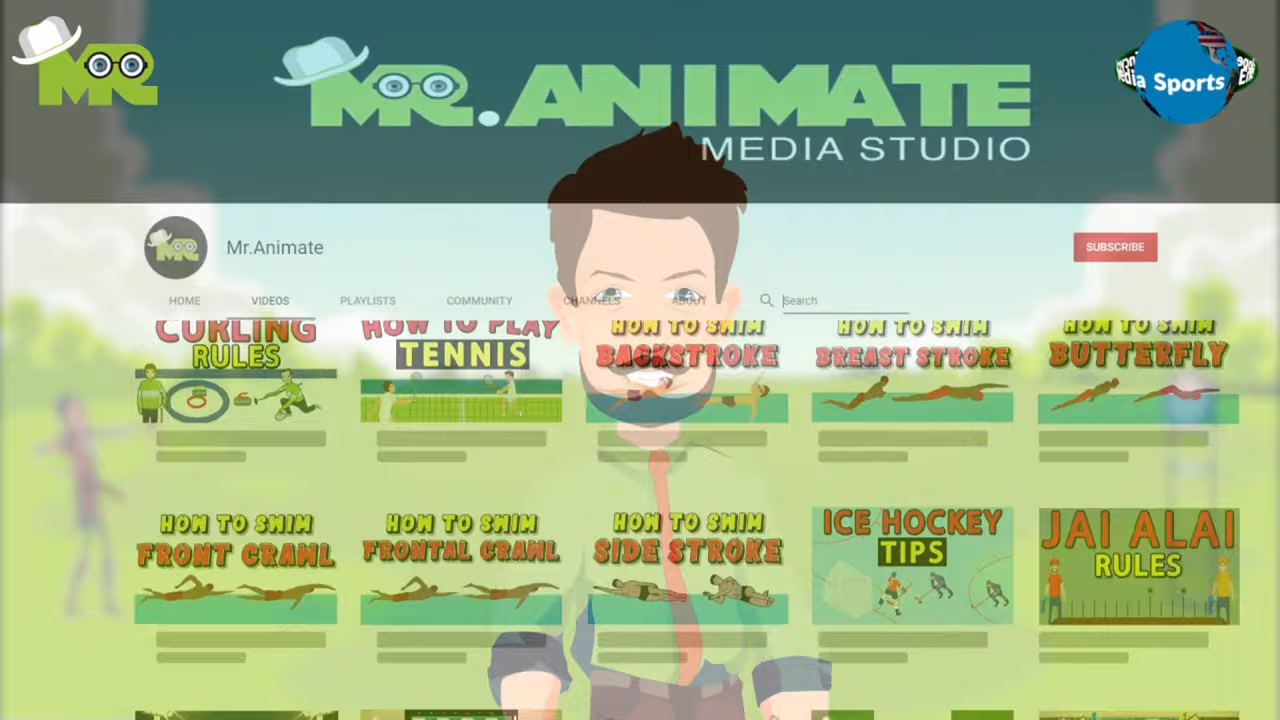 MR
MR.ANIMATE
MEDIA STUDIO
Media Sports
Mr.Animate
SUBSCRIBE
HOME VIDEOS PLAYLISTS COMMUNITY CHANNELS ABOUT Search
CURLING
RULES
HOW TO PLAY
TENNIS
HOW TO SWIM
BACKSTROKE
HOW TO SWIM
BREAST STROKE
HOW TO SWIM
BUTTERFLY
HOW TO SWIM
FRONT CRAWL
HOW TO SWIM
FRONTAL CRAWL
HOW TO SWIM
SIDE STROKE
ICE HOCKEY
TIPS
JAI ALAI
RULES